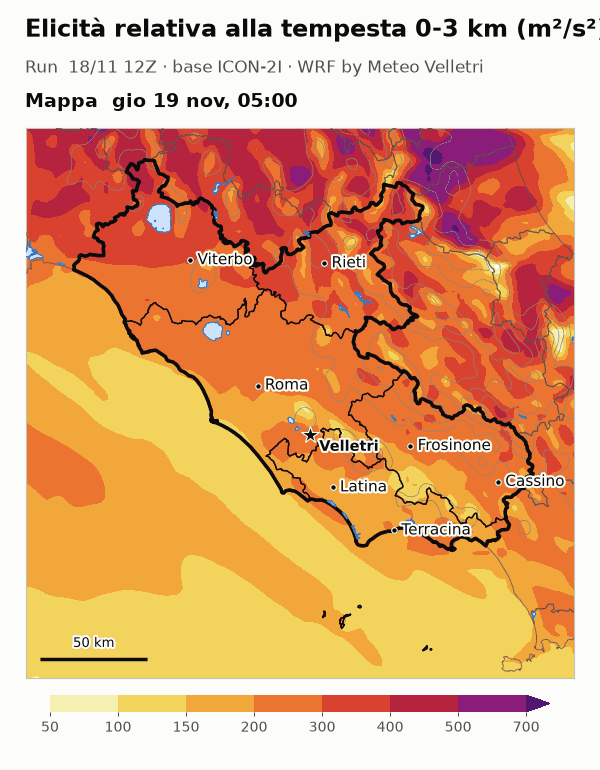 Elicità relativa alla tempesta 0-3 km (m²/s²)
Run 18/11 12Z · base ICON-2I · WRF by Meteo Velletri
Mappa gio 19 nov, 05:00
Viterbo
Rieti
Roma
Velletri
Frosinone
Cassino
Latina
Terracina
50 km
50 100 150 200 300 400 500 700